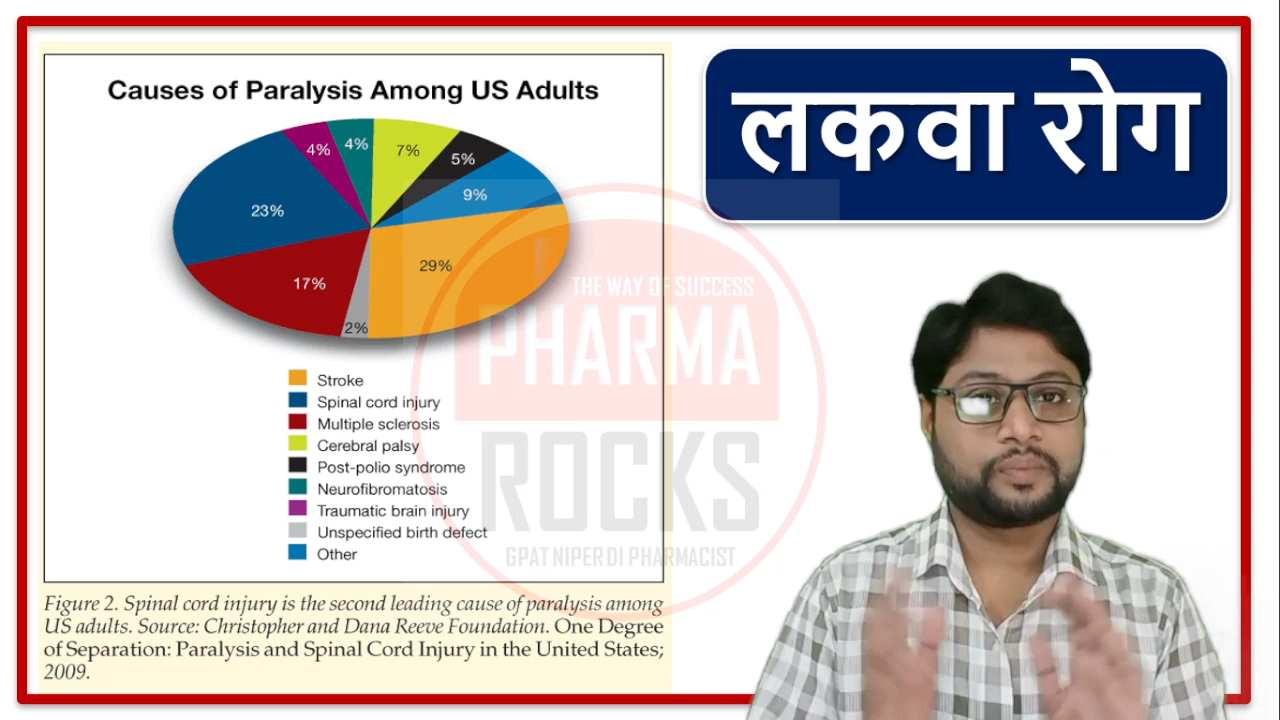 Causes of Paralysis Among US Adults
4%
4%
7%
5%
9%
23%
29%
17%
2%
Stroke
Spinal cord injury
Multiple sclerosis
Cerebral palsy
Post-polio syndrome
Neurofibromatosis
Traumatic brain injury
Unspecified birth defect
Other
Figure 2. Spinal cord injury is the second leading cause of paralysis among
US adults. Source: Christopher and Dana Reeve Foundation. One Degree
of Separation: Paralysis and Spinal Cord Injury in the United States;
2009.
लकवा रोग
THE WAY OF SUCCESS
PHARMA
ROCKS
GPAT NIPER DI PHARMACIST